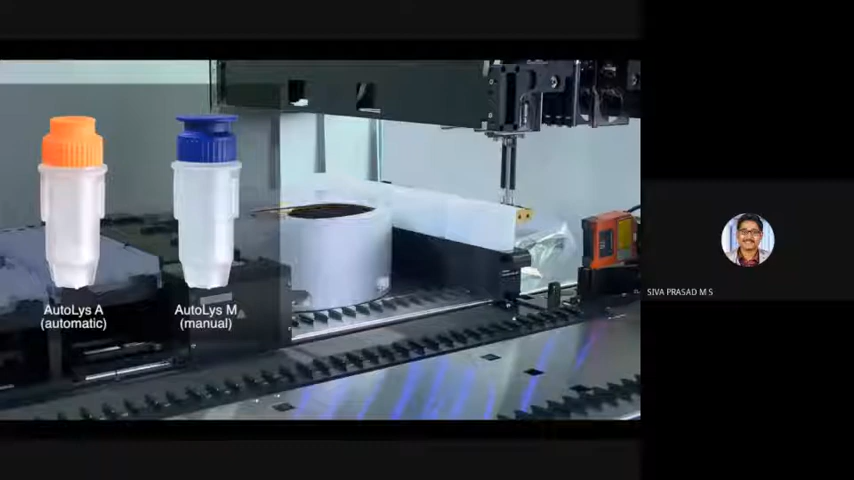 AutoLys A
(automatic)
AutoLys M
(manual)
SIVA PRASAD M S